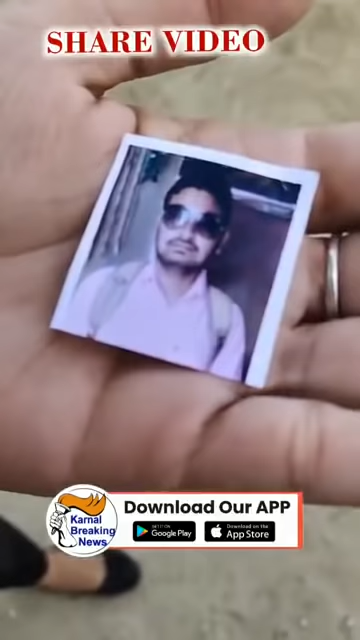 SHARE VIDEO
Karnal
Breaking
News
Download Our APP
GET IT ON
Google Play
Download on the
App Store